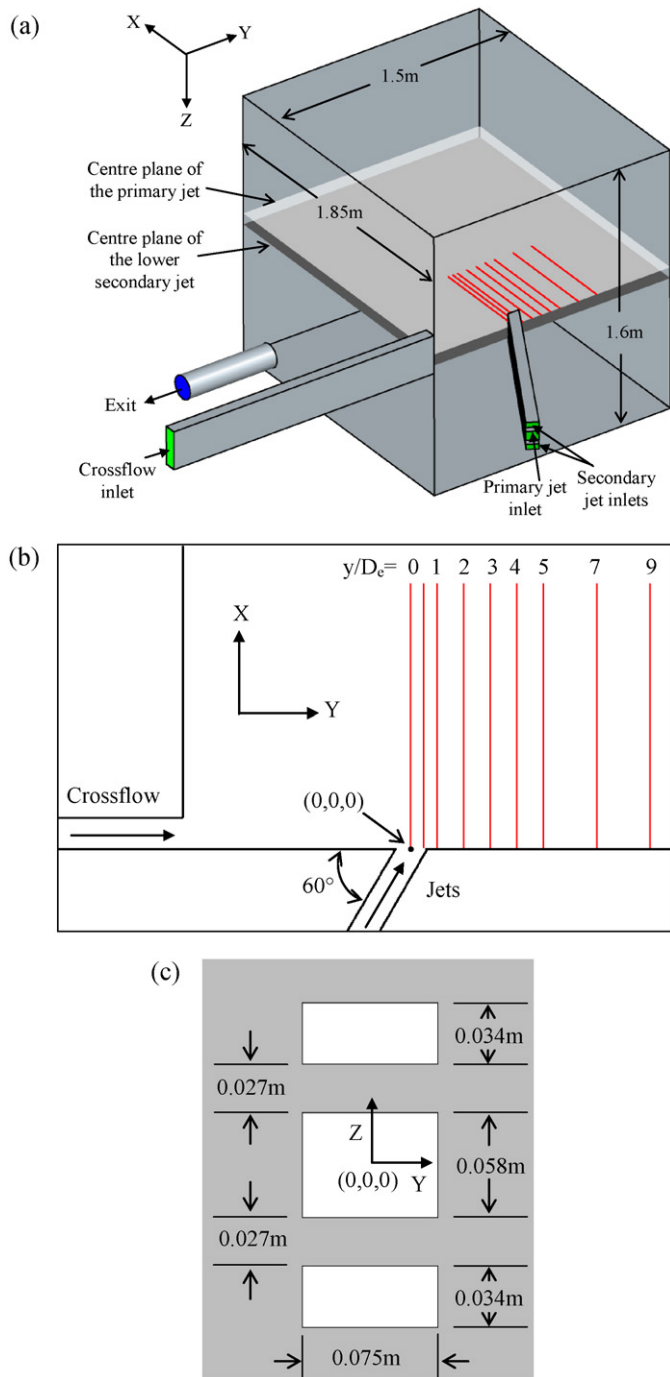 (a)
X
Y
Z
1.5m
Centre plane of
the primary jet
1.85m
Centre plane of
the lower
secondary jet
1.6m
Exit
Crossflow
inlet
Primary jet
inlet
Secondary
jet inlets
(b)
y/De= 0 1 2 3 4 5 7 9
X
Y
Crossflow
(0,0,0)
60°
Jets
(c)
0.034m
0.027m
Z
0.058m
(0,0,0)
Y
0.027m
0.034m
0.075m